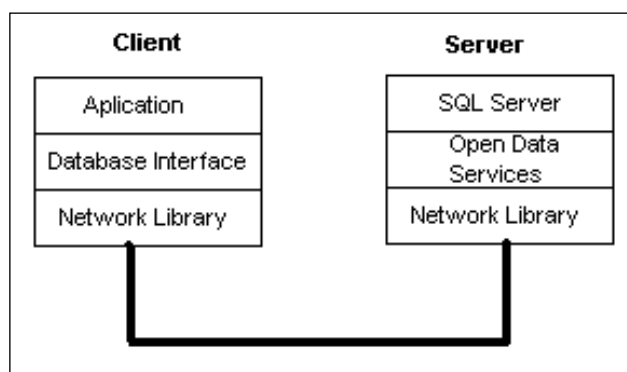 Client
Server
Aplication
Database Interface
Network Library
SQL Server
Open Data
Services
Network Library